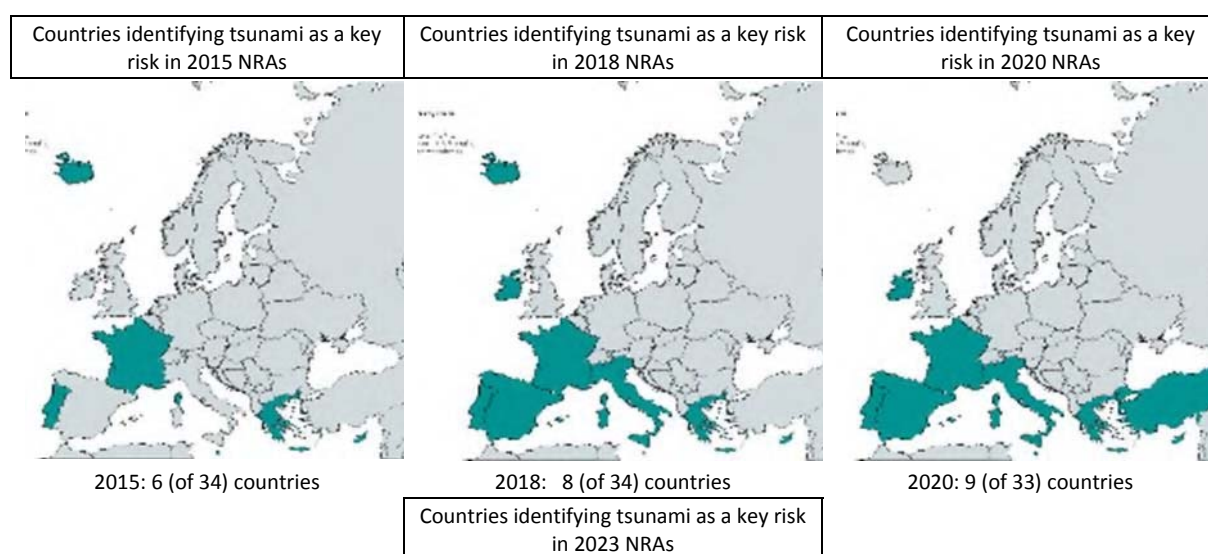 Countries identifying tsunami as a key
risk in 2015 NRAs
Countries identifying tsunami as a key risk
in 2018 NRAs
Countries identifying tsunami as a key
risk in 2020 NRAs
2015: 6 (of 34) countries
2018: 8 (of 34) countries
2020: 9 (of 33) countries
Countries identifying tsunami as a key risk
in 2023 NRAs